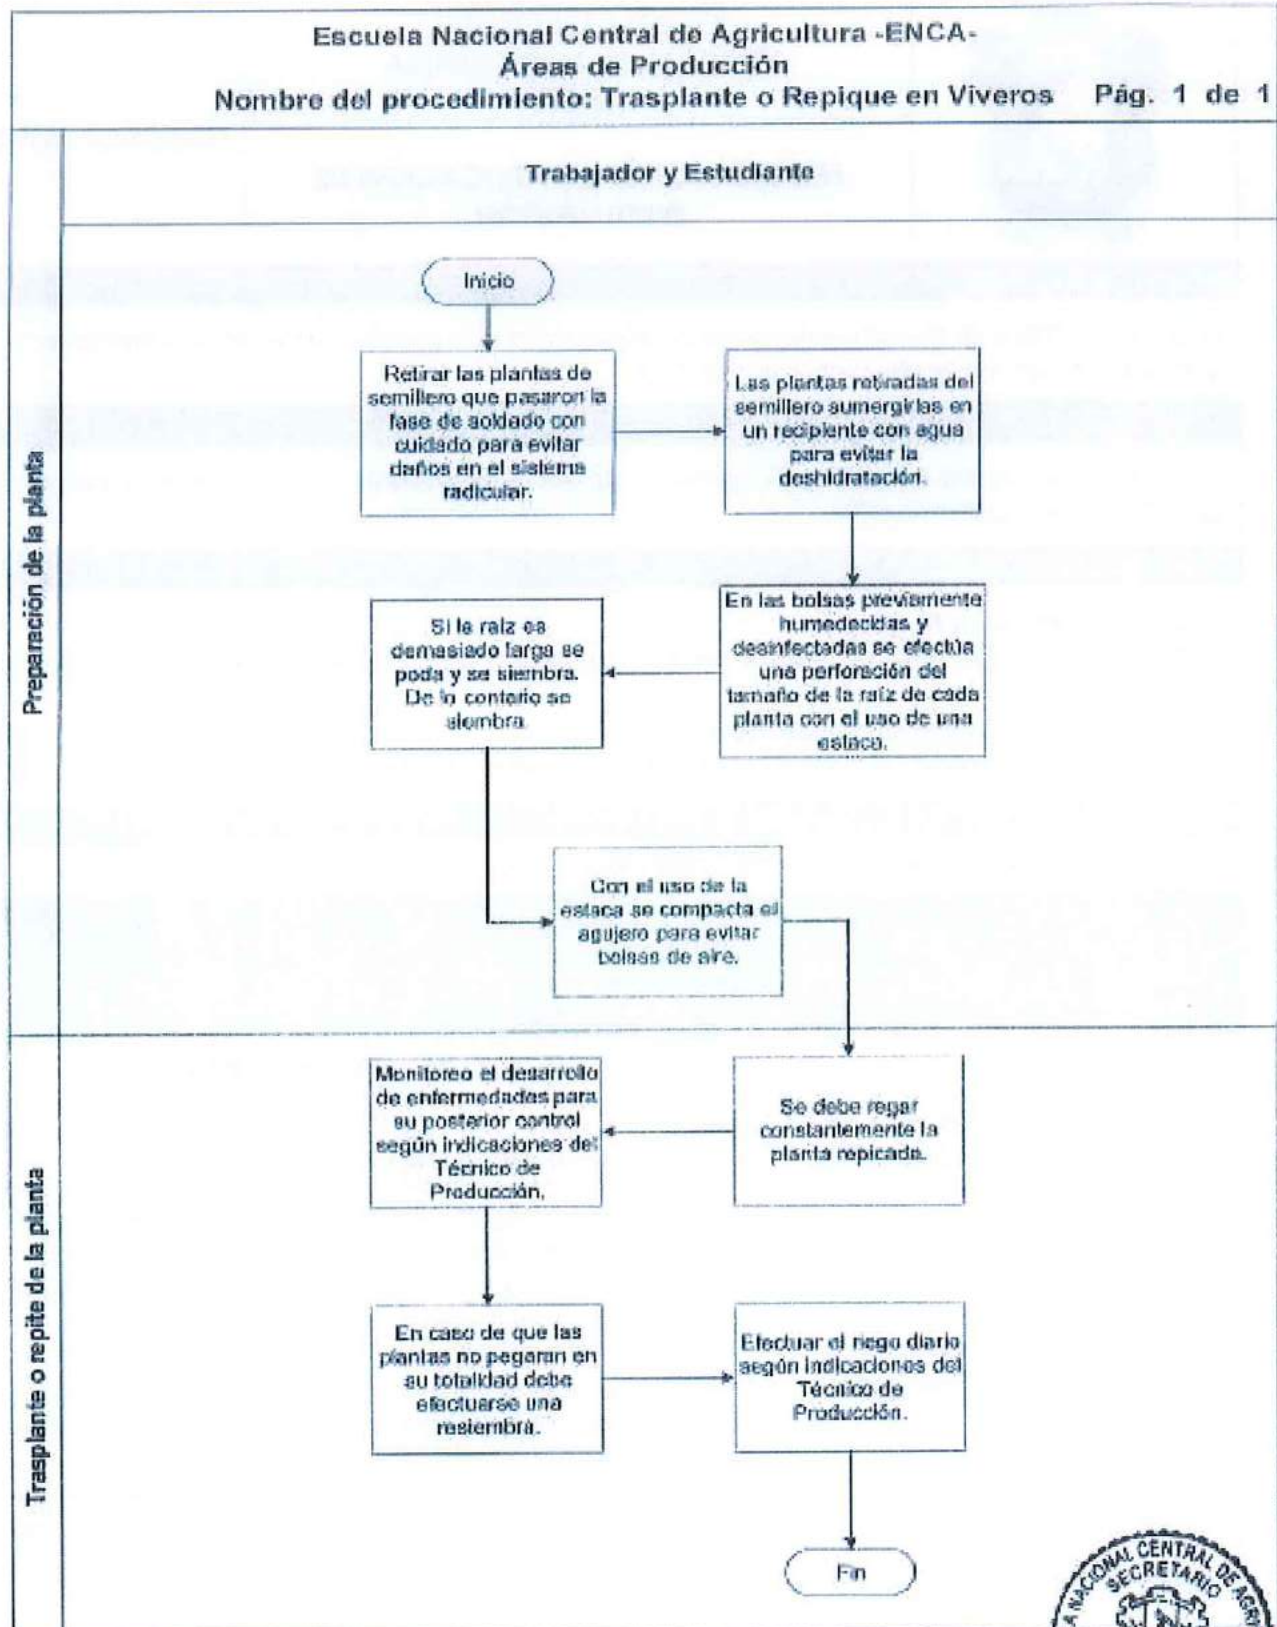 Escuela Nacional Central de Agricultura -ENCA-
Áreas de Producción
Nombre del procedimiento: Trasplante o Repique en Viveros Pág. 1 de 1
Trabajador y Estudiante
Preparación de la planta
Inicio
Retirar las plantas de
semillero que pasaron la
fase de soldado con
cuidado para evitar
daños en el sistema
radicular.
Las plantas retiradas del
semillero sumergirlas en
un recipiente con agua
para evitar la
deshidratación.
En las bolsas previamente
humedecidas y
desinfectadas se efectúa
una perforación del
tamaño de la raíz de cada
planta con el uso de una
estaca.
Si la raíz es
demasiado larga se
poda y se siembra.
De lo contario se
siembra
Con el uso de la
estaca se compacta el
agujero para evitar
bolsas de aire.
Trasplante o repite de la planta
Se debe regar
constantemente la
planta repicada.
Monitoreo el desarrollo
de enfermedades para
su posterior control
según indicaciones del
Técnico de
Producción.
En caso de que las
plantas no pegaran en
su totalidad debe
efectuarse una
resiembra.
Efectuar el riego diario
según indicaciones del
Técnico de
Producción.
Fin
NACIONAL CENTRAL DE
SECRETARIO